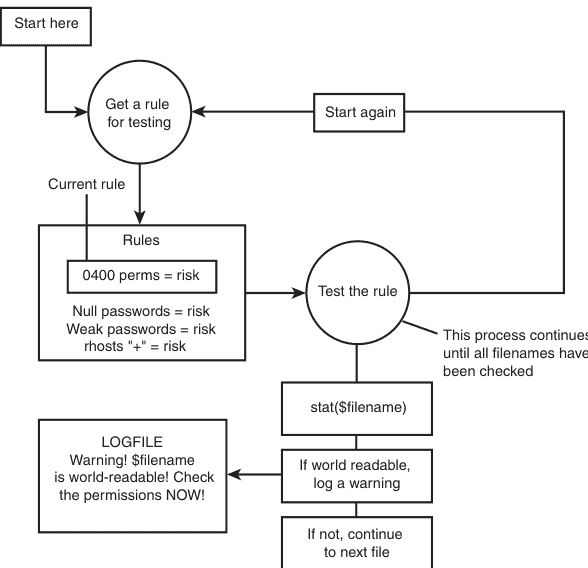 Start here
Get a rule
for testing
Start again
Current rule
Rules
0400 perms = risk
Null passwords = risk
Weak passwords = risk
rhosts "+" = risk
Test the rule
This process continues
until all filenames have
been checked
stat($filename)
LOGFILE
Warning! $filename
is world-readable! Check
the permissions NOW!
If world readable,
log a warning
If not, continue
to next file